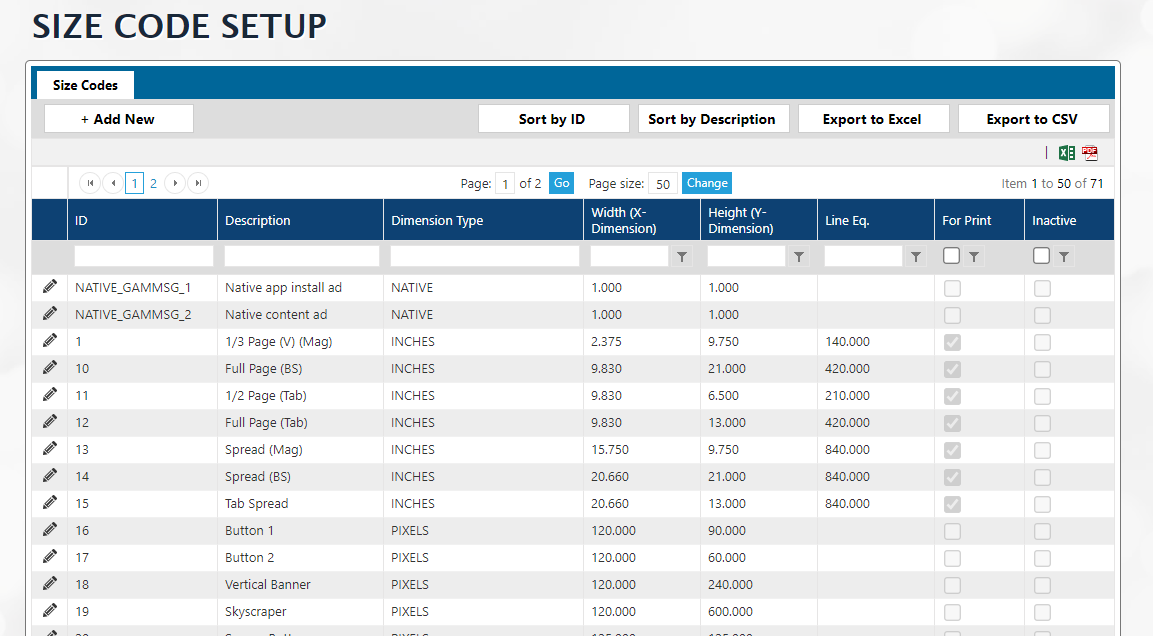 SIZE CODE SETUP
Size Codes
+ Add New Sort by ID Sort by Description Export to Excel Export to CSV
1 2 Page: 1 of 2 Go Page size: 50 Change Item 1 to 50 of 71
ID Description Dimension Type Width (X-Dimension) Height (Y-Dimension) Line Eq. For Print Inactive
NATIVE_GAMMSG_1 Native app install ad NATIVE 1.000 1.000
NATIVE_GAMMSG_2 Native content ad NATIVE 1.000 1.000
1 1/3 Page (V) (Mag) INCHES 2.375 9.750 140.000
10 Full Page (BS) INCHES 9.830 21.000 420.000
11 1/2 Page (Tab) INCHES 9.830 6.500 210.000
12 Full Page (Tab) INCHES 9.830 13.000 420.000
13 Spread (Mag) INCHES 15.750 9.750 840.000
14 Spread (BS) INCHES 20.660 21.000 840.000
15 Tab Spread INCHES 20.660 13.000 840.000
16 Button 1 PIXELS 120.000 90.000
17 Button 2 PIXELS 120.000 60.000
18 Vertical Banner PIXELS 120.000 240.000
19 Skyscraper PIXELS 120.000 600.000